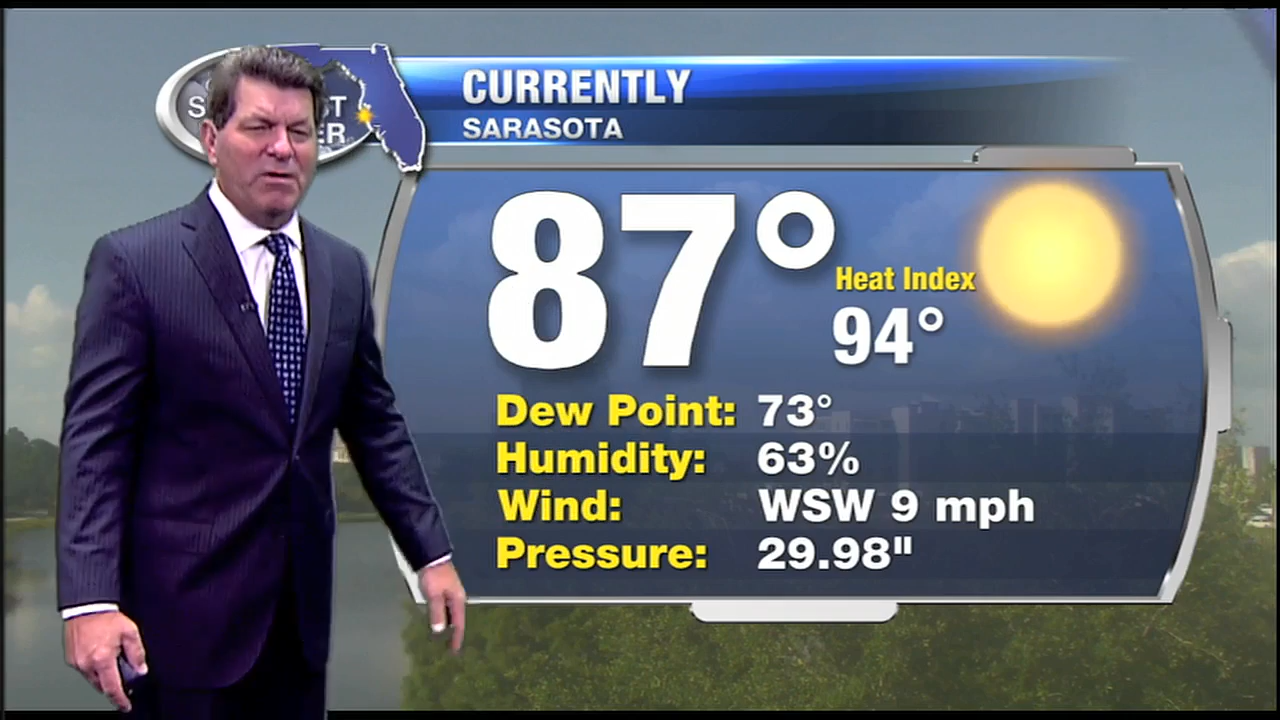 CURRENTLY
SARASOTA
87°
Heat Index
94°
Dew Point: 73°
Humidity: 63%
Wind: WSW 9 mph
Pressure: 29.98"